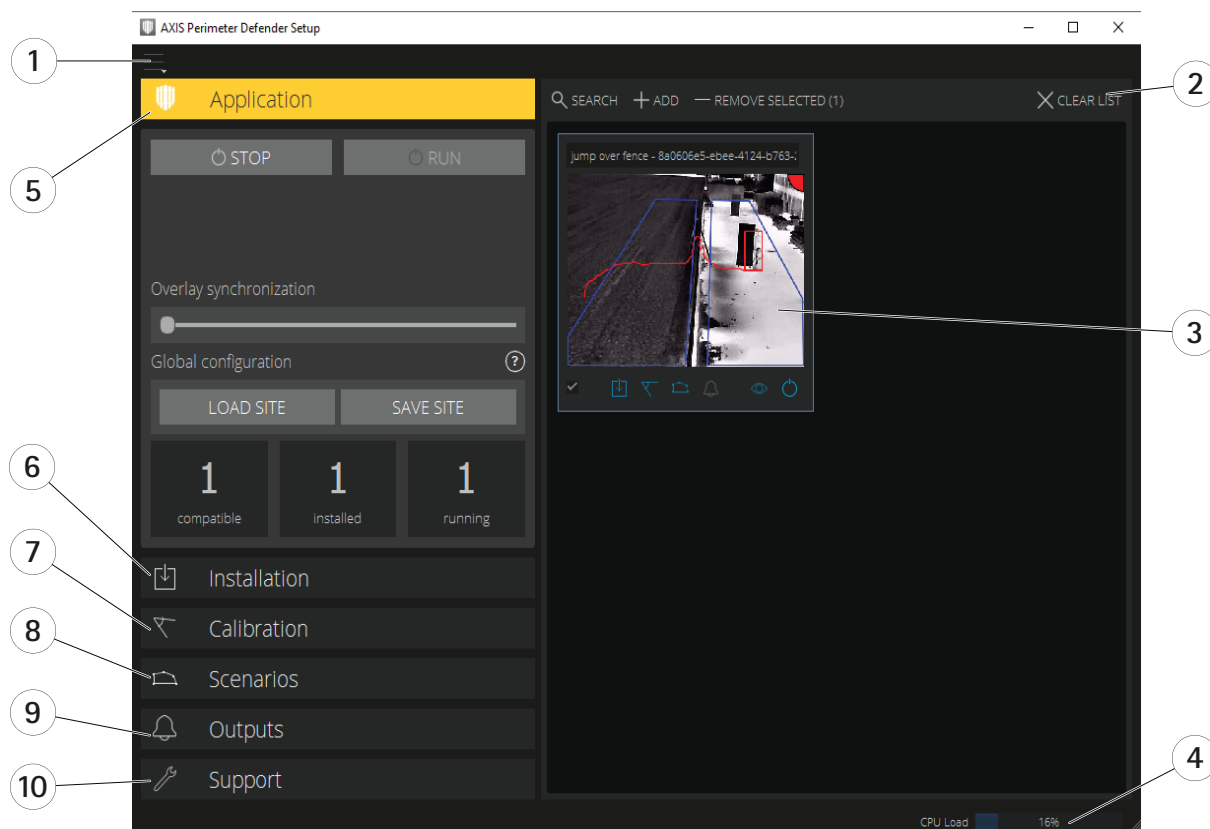 AXIS Perimeter Defender Setup
1
2
Application
SEARCH ADD REMOVE SELECTED (1) CLEAR LIST
5
STOP RUN
jump over fence - 8a0606e5-ebee-4124-b763-
Overlay synchronization
3
Global configuration ?
LOAD SITE SAVE SITE
6
1 1 1
compatible installed running
7
Installation
8
Calibration
Scenarios
9
Outputs
10
Support
4
CPU Load 16%